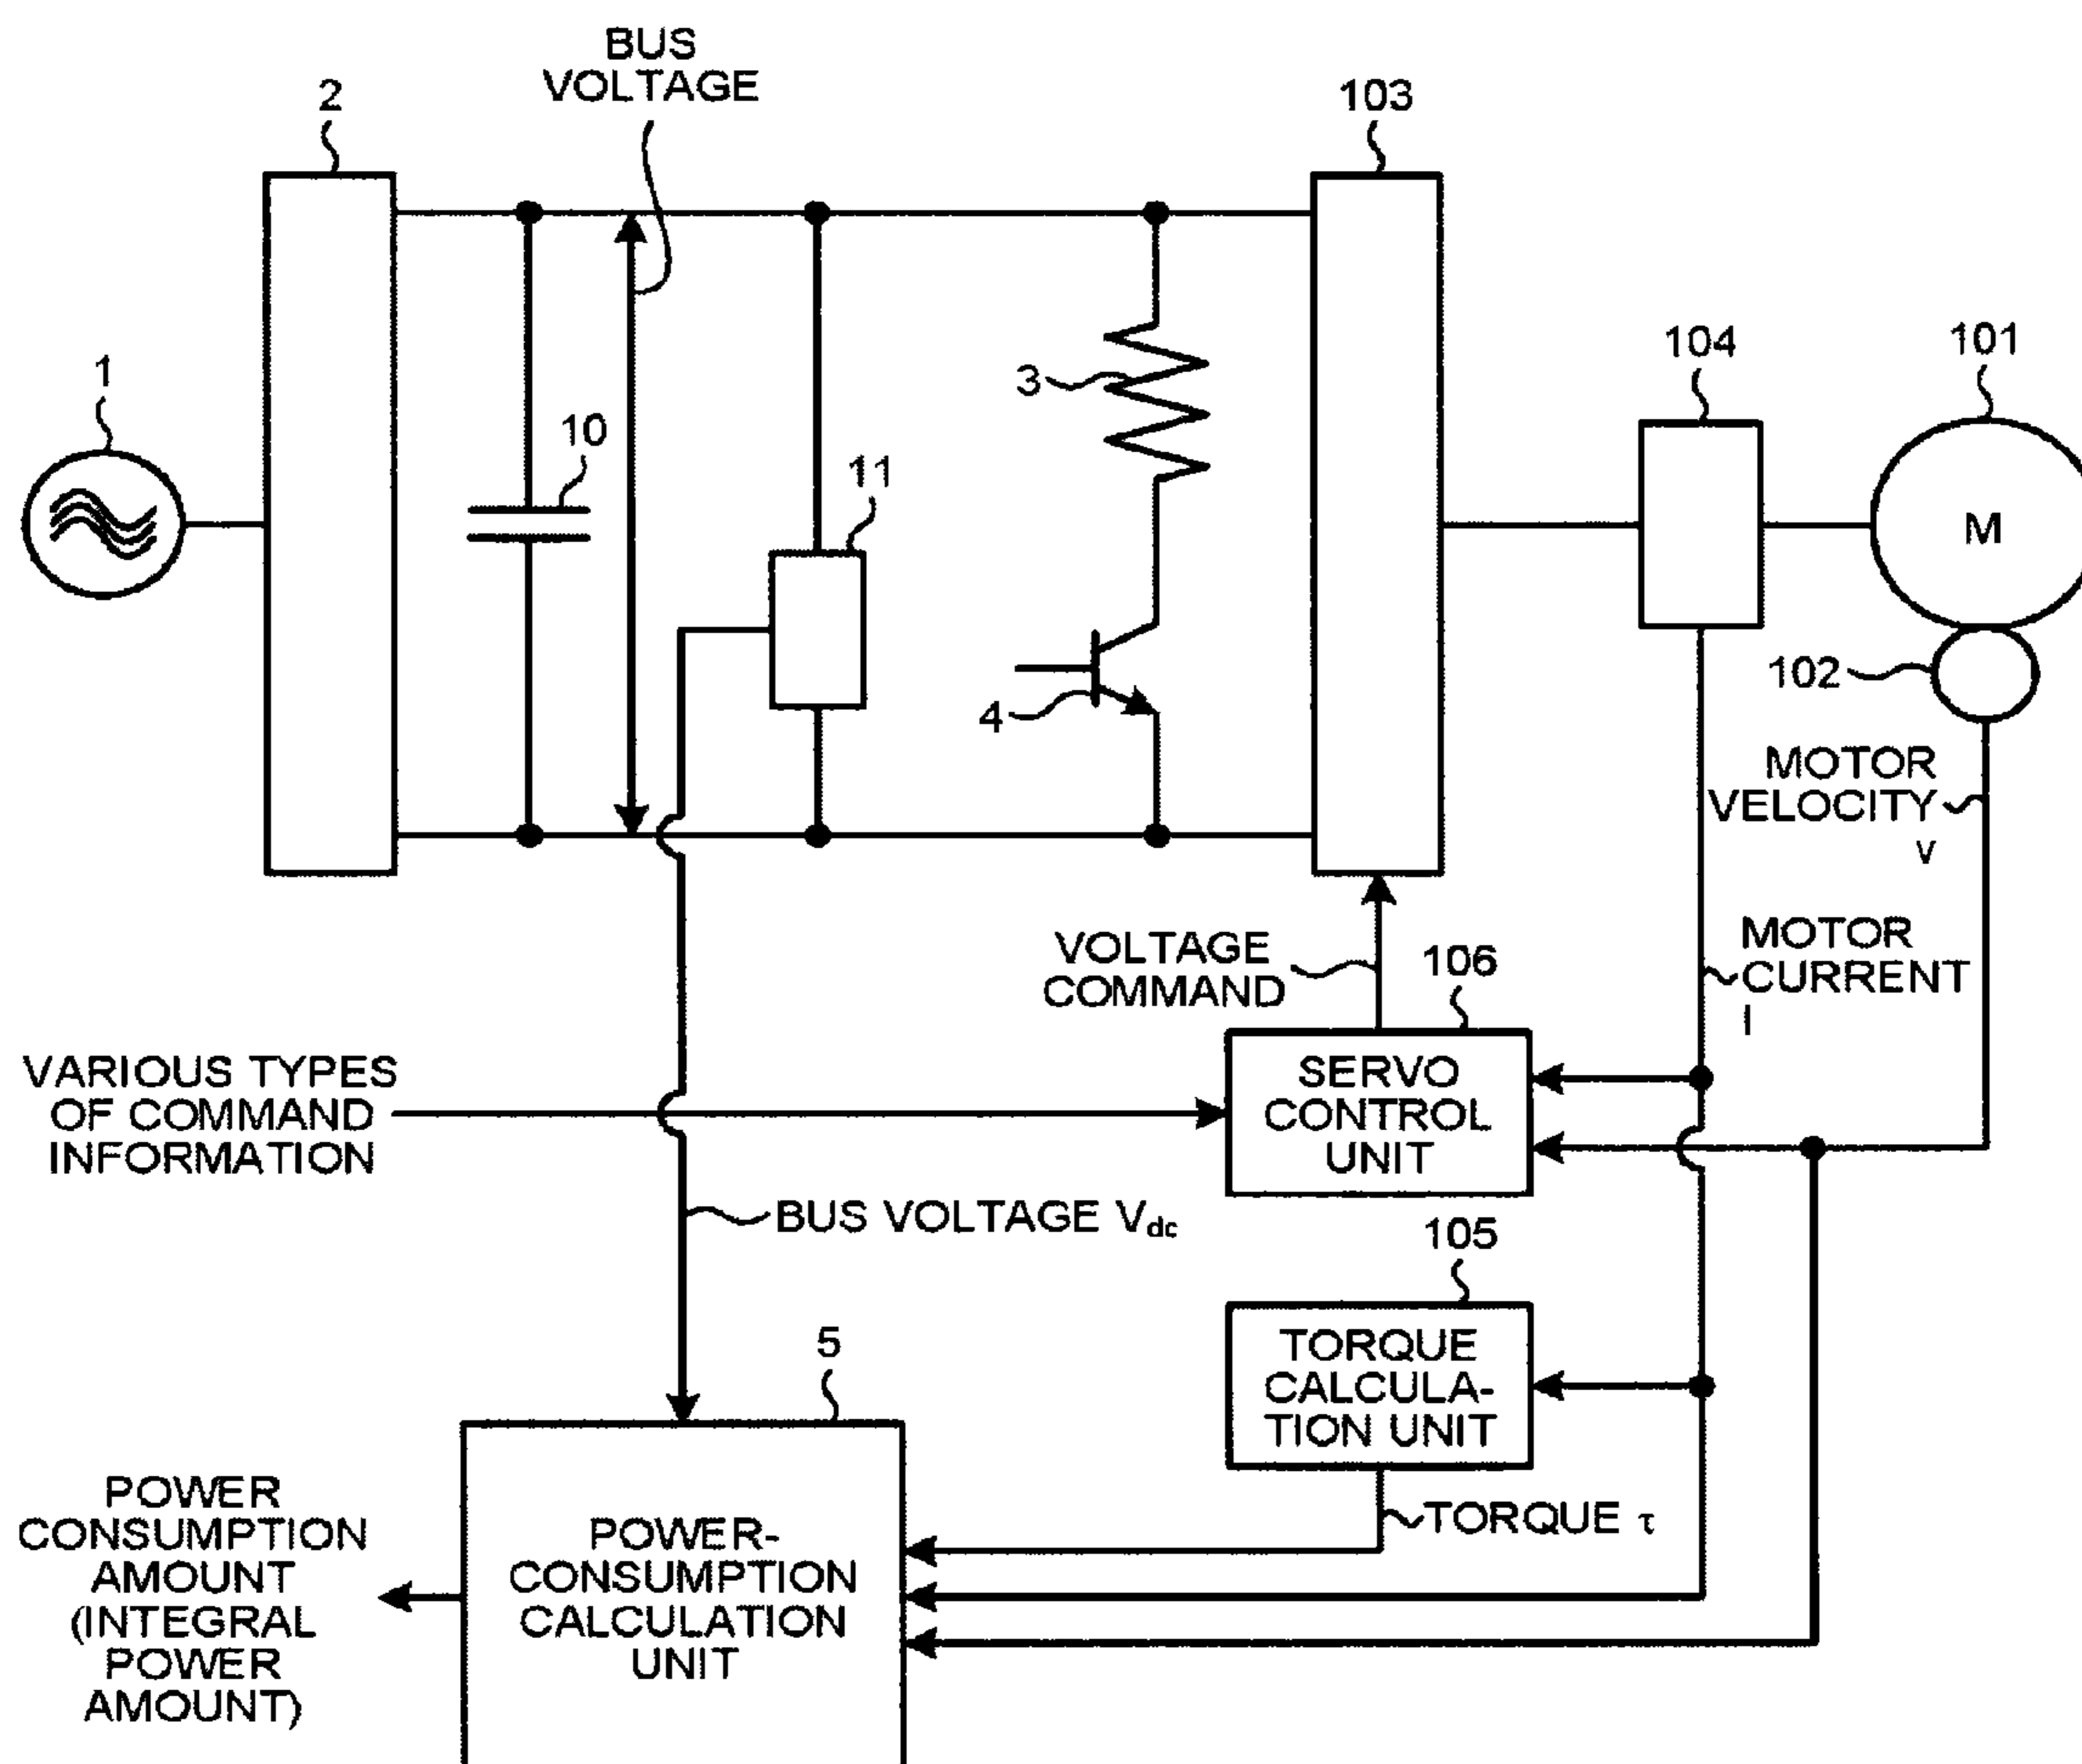 BUS
VOLTAGE
2
103
1
10
11
3
4
104
101
M
102
MOTOR
VELOCITY
V
MOTOR
CURRENT
I
VOLTAGE
COMMAND
106
VARIOUS TYPES
OF COMMAND
INFORMATION
SERVO
CONTROL
UNIT
BUS VOLTAGE Vdc
105
TORQUE
CALCULA-
TION UNIT
5
TORQUE τ
POWER
CONSUMPTION
AMOUNT
(INTEGRAL
POWER
AMOUNT)
POWER-
CONSUMPTION
CALCULATION
UNIT